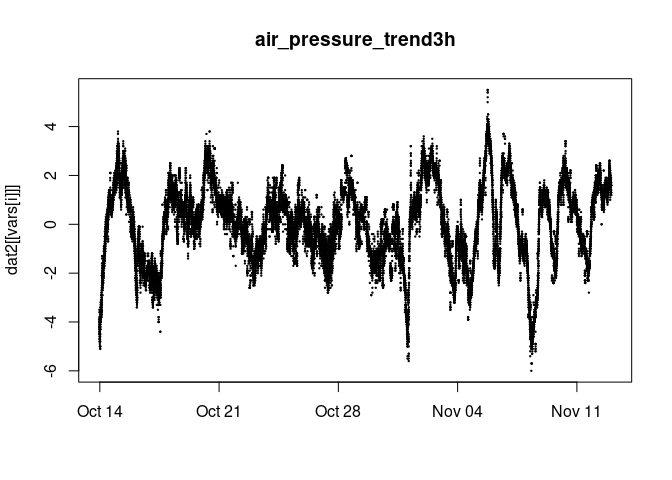 air_pressure_trend3h
dat2[[vars[i]]]
4
2
0
-2
-4
-6
Oct 14
Oct 21
Oct 28
Nov 04
Nov 11